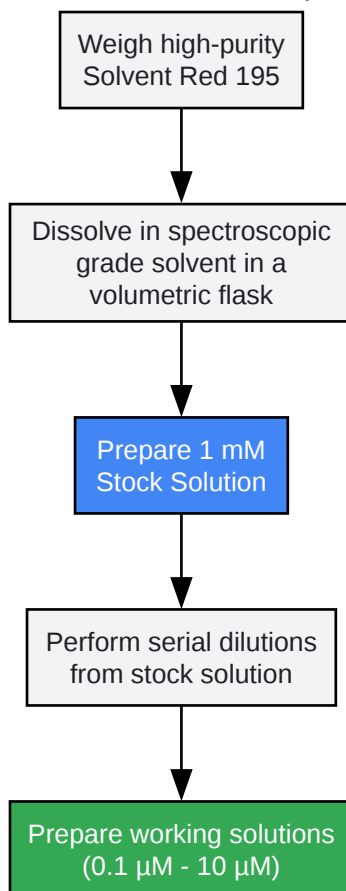 Weigh high-purity
Solvent Red 195
Dissolve in spectroscopic
grade solvent in a
volumetric flask
Prepare 1 mM
Stock Solution
Perform serial dilutions
from stock solution
Prepare working solutions
(0.1 µM - 10 µM)